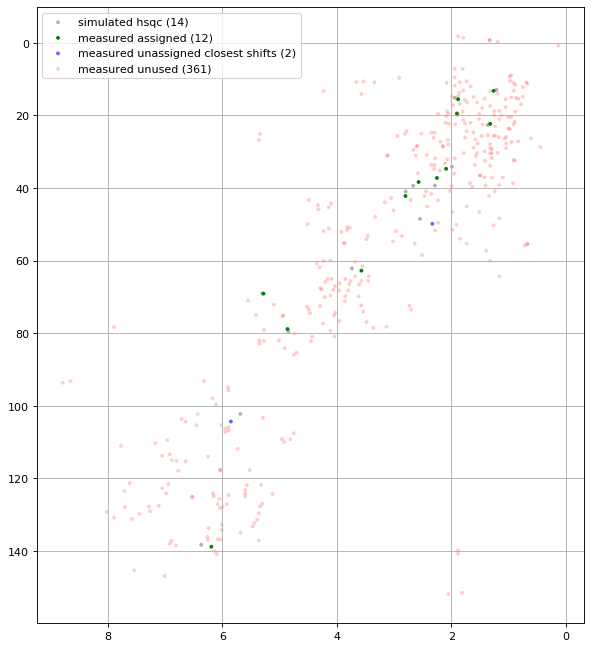 simulated hsqc (14)
measured assigned (12)
measured unassigned closest shifts (2)
measured unused (361)
0
20
40
60
80
100
120
140
8 6 4 2 0